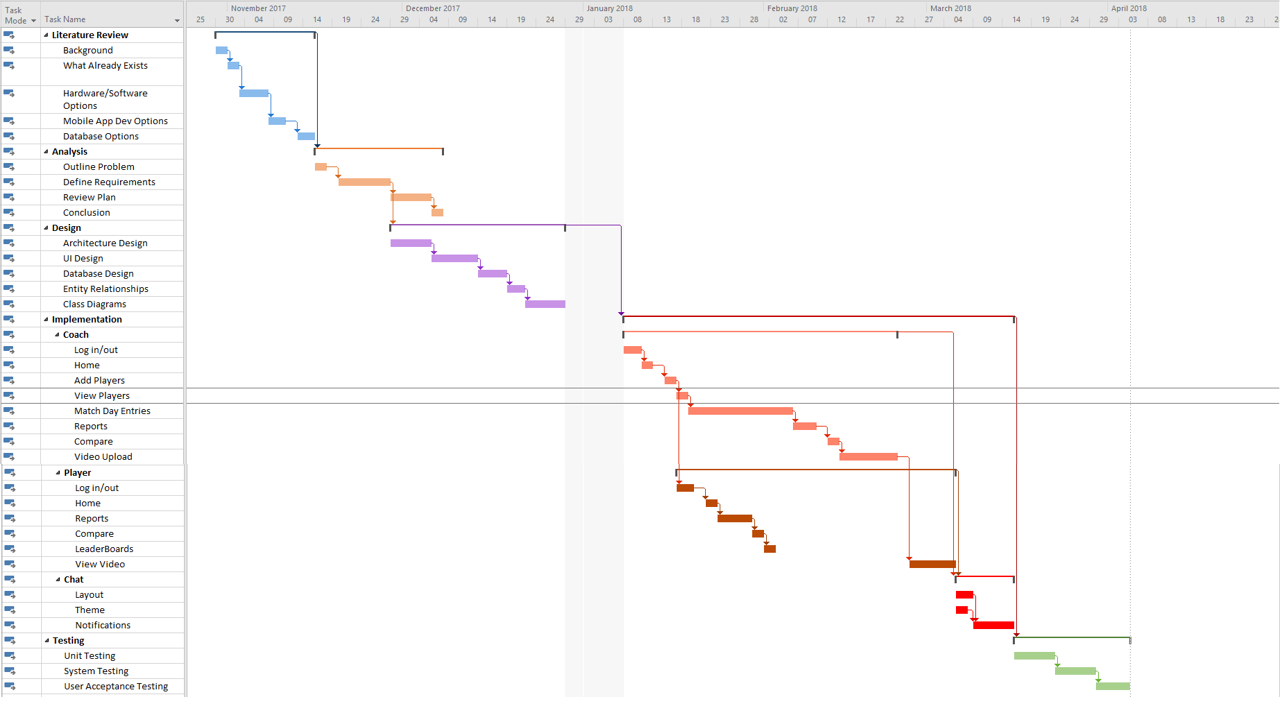 Task
Mode
Task Name
November 2017
December 2017
January 2018
February 2018
March 2018
April 2018
25 30 04 09 14 19 24 29 04 09 14 19 24 29 03 08 13 18 23 28 02 07 12 17 22 27 04 09 14 19 24 29 03 08 13 18 23 28
Literature Review
Background
What Already Exists
Hardware/Software
Options
Mobile App Dev Options
Database Options
Analysis
Outline Problem
Define Requirements
Review Plan
Conclusion
Design
Architecture Design
UI Design
Database Design
Entity Relationships
Class Diagrams
Implementation
Coach
Log in/out
Home
Add Players
View Players
Match Day Entries
Reports
Compare
Video Upload
Player
Log in/out
Home
Reports
Compare
LeaderBoards
View Video
Chat
Layout
Theme
Notifications
Testing
Unit Testing
System Testing
User Acceptance Testing